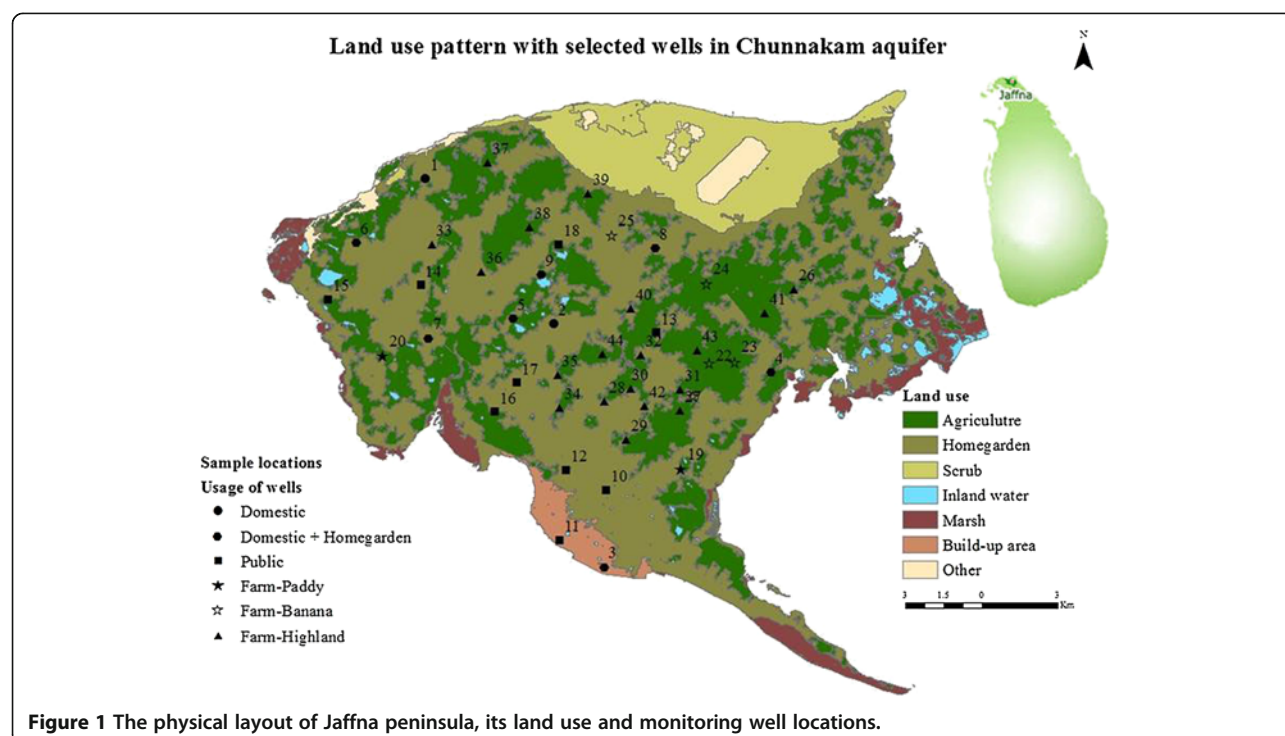 Land use pattern with selected wells in Chunnakam aquifer
N
Jaffna
37
1
39
38
25
6
33
18
8
36
9
24
14
26
15
40
41
5
2
13
7
20
44
32
43
22
23
4
35
17
30
31
28
34
42
37
16
29
12
19
10
11
3
Sample locations
Usage of wells
Domestic
Domestic + Homegarden
Public
Farm-Paddy
Farm-Banana
Farm-Highland
Land use
Agriculutre
Homegarden
Scrub
Inland water
Marsh
Build-up area
Other
3 1.5 0 3
Km
Figure 1 The physical layout of Jaffna peninsula, its land use and monitoring well locations.